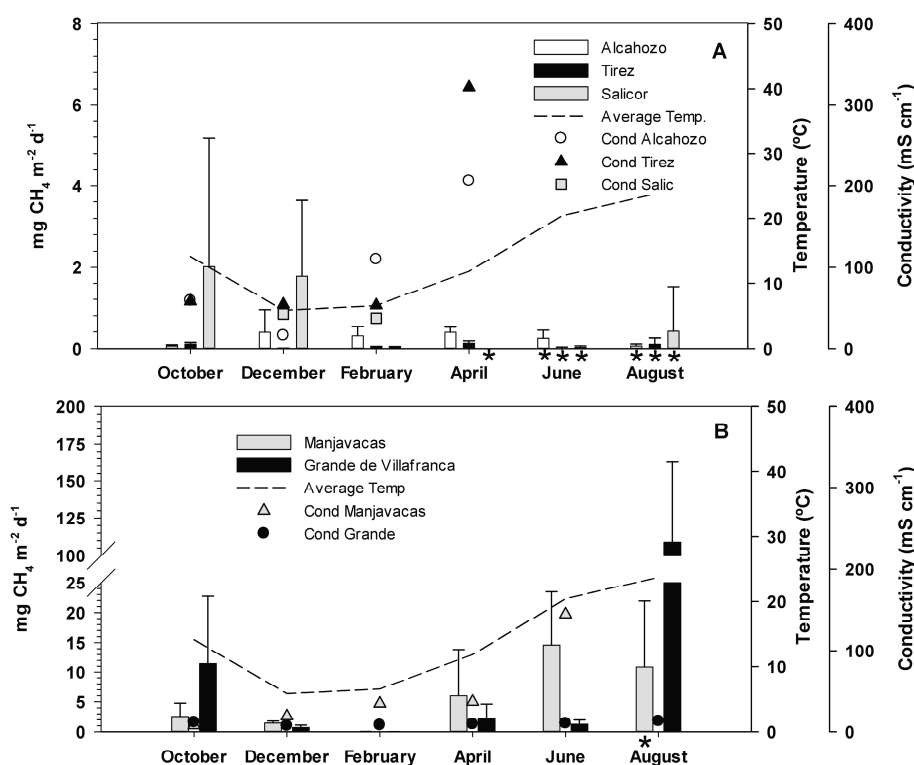 A
Alcahozo
Tirez
Salicor
Average Temp.
Cond Alcahozo
Cond Tirez
Cond Salic
mg CH4 m-2 d-1
8
6
4
2
0
50
40
30
20
10
0
Temperature (ºC)
400
300
200
100
0
Conductivity (mS cm-1)
* * * * * * *
October December February April June August
B
Manjavacas
Grande de Villafranca
Average Temp
Cond Manjavacas
Cond Grande
mg CH4 m-2 d-1
200
175
150
125
100
25
20
15
10
5
0
50
40
30
20
10
0
Temperature (ºC)
400
300
200
100
0
Conductivity (mS cm-1)
*
October December February April June August